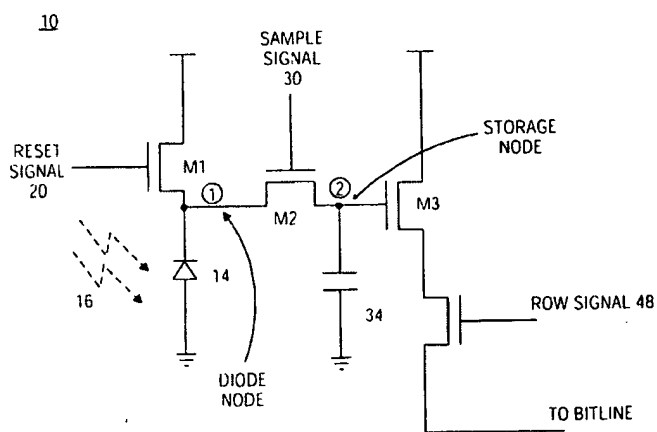 10
SAMPLE
SIGNAL
30
STORAGE
NODE
RESET
SIGNAL
20
M1
1
2
M2
M3
16
14
34
ROW SIGNAL 48
DIODE
NODE
TO BITLINE